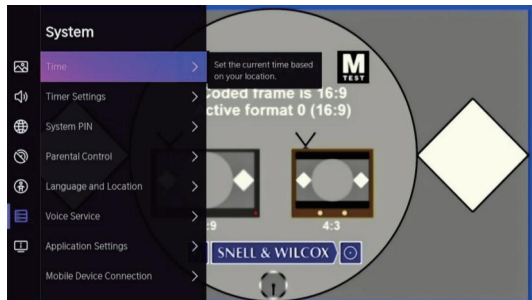 System
Time
Set the current time based
on your location.
Timer Settings
System PIN
Parental Control
Language and Location
Voice Service
Application Settings
Mobile Device Connection
M
TEST
Coded frame is 16:9
ctive format 0 (16:9)
:9
4:3
SNELL & WILCOX